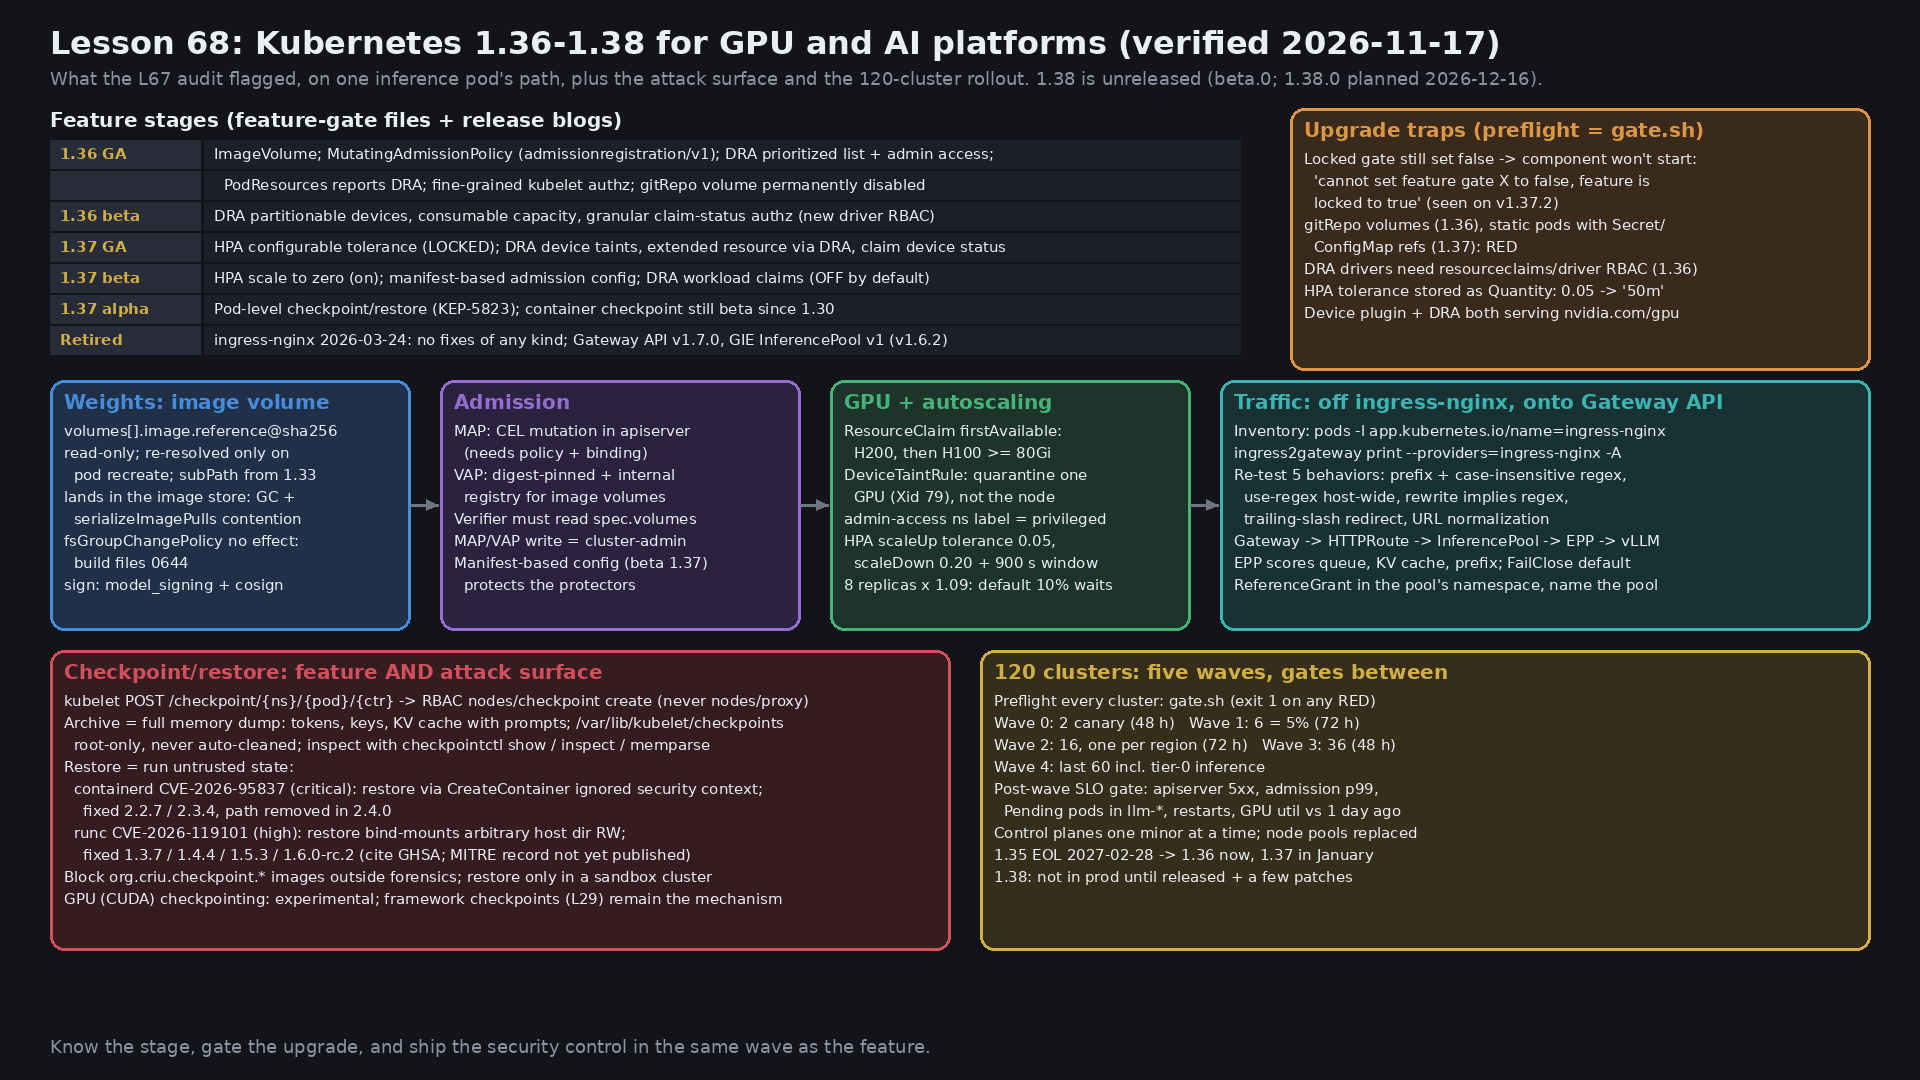 Lesson 68: Kubernetes 1.36-1.38 for GPU and AI platforms (verified 2026-11-17)
What the L67 audit flagged, on one inference pod's path, plus the attack surface and the 120-cluster rollout. 1.38 is unreleased (beta.0; 1.38.0 planned 2026-12-16).
Feature stages (feature-gate files + release blogs)
1.36 GA ImageVolume; MutatingAdmissionPolicy (admissionregistration/v1); DRA prioritized list + admin access;
PodResources reports DRA; fine-grained kubelet authz; gitRepo volume permanently disabled
1.36 beta DRA partitionable devices, consumable capacity, granular claim-status authz (new driver RBAC)
1.37 GA HPA configurable tolerance (LOCKED); DRA device taints, extended resource via DRA, claim device status
1.37 beta HPA scale to zero (on); manifest-based admission config; DRA workload claims (OFF by default)
1.37 alpha Pod-level checkpoint/restore (KEP-5823); container checkpoint still beta since 1.30
Retired ingress-nginx 2026-03-24: no fixes of any kind; Gateway API v1.7.0, GIE InferencePool v1 (v1.6.2)
Upgrade traps (preflight = gate.sh)
Locked gate still set false -> component won't start:
'cannot set feature gate X to false, feature is
locked to true' (seen on v1.37.2)
gitRepo volumes (1.36), static pods with Secret/
ConfigMap refs (1.37): RED
DRA drivers need resourceclaims/driver RBAC (1.36)
HPA tolerance stored as Quantity: 0.05 -> '50m'
Device plugin + DRA both serving nvidia.com/gpu
Weights: image volume
volumes[].image.reference@sha256
read-only; re-resolved only on
pod recreate; subPath from 1.33
lands in the image store: GC +
serializeImagePulls contention
fsGroupChangePolicy no effect:
build files 0644
sign: model_signing + cosign
Admission
MAP: CEL mutation in apiserver
(needs policy + binding)
VAP: digest-pinned + internal
registry for image volumes
Verifier must read spec.volumes
MAP/VAP write = cluster-admin
Manifest-based config (beta 1.37)
protects the protectors
GPU + autoscaling
ResourceClaim firstAvailable:
H200, then H100 >= 80Gi
DeviceTaintRule: quarantine one
GPU (Xid 79), not the node
admin-access ns label = privileged
HPA scaleUp tolerance 0.05,
scaleDown 0.20 + 900 s window
8 replicas x 1.09: default 10% waits
Traffic: off ingress-nginx, onto Gateway API
Inventory: pods -l app.kubernetes.io/name=ingress-nginx
ingress2gateway print --providers=ingress-nginx -A
Re-test 5 behaviors: prefix + case-insensitive regex,
use-regex host-wide, rewrite implies regex,
trailing-slash redirect, URL normalization
Gateway -> HTTPRoute -> InferencePool -> EPP -> vLLM
EPP scores queue, KV cache, prefix; FailClose default
ReferenceGrant in the pool's namespace, name the pool
Checkpoint/restore: feature AND attack surface
kubelet POST /checkpoint/{ns}/{pod}/{ctr} -> RBAC nodes/checkpoint create (never nodes/proxy)
Archive = full memory dump: tokens, keys, KV cache with prompts; /var/lib/kubelet/checkpoints
root-only, never auto-cleaned; inspect with checkpointctl show / inspect / memparse
Restore = run untrusted state:
containerd CVE-2026-95837 (critical): restore via CreateContainer ignored security context;
fixed 2.2.7 / 2.3.4, path removed in 2.4.0
runc CVE-2026-119101 (high): restore bind-mounts arbitrary host dir RW;
fixed 1.3.7 / 1.4.4 / 1.5.3 / 1.6.0-rc.2 (cite GHSA; MITRE record not yet published)
Block org.criu.checkpoint.* images outside forensics; restore only in a sandbox cluster
GPU (CUDA) checkpointing: experimental; framework checkpoints (L29) remain the mechanism
120 clusters: five waves, gates between
Preflight every cluster: gate.sh (exit 1 on any RED)
Wave 0: 2 canary (48 h) Wave 1: 6 = 5% (72 h)
Wave 2: 16, one per region (72 h) Wave 3: 36 (48 h)
Wave 4: last 60 incl. tier-0 inference
Post-wave SLO gate: apiserver 5xx, admission p99,
Pending pods in llm-*, restarts, GPU util vs 1 day ago
Control planes one minor at a time; node pools replaced
1.35 EOL 2027-02-28 -> 1.36 now, 1.37 in January
1.38: not in prod until released + a few patches
Know the stage, gate the upgrade, and ship the security control in the same wave as the feature.